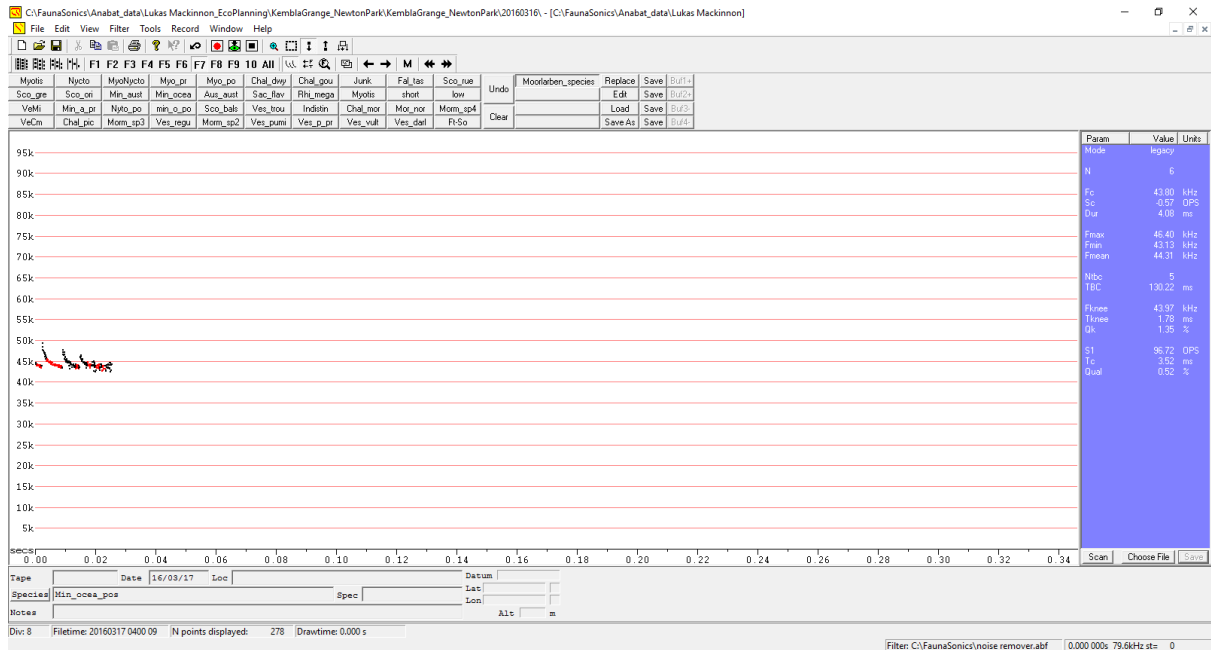 C:\FaunaSonics\Anabat_data\Lukas Mackinnon_EcoPlanning\KemblaGrange_NewtonPark\KemblaGrange_NewtonPark\20160316\ - [C:\FaunaSonics\Anabat_data\Lukas Mackinnon]
File Edit View Filter Tools Record Window Help
F1 F2 F3 F4 F5 F6 F7 F8 F9 10 All M
Myotis Nycto MyoNycto Myo_pr Myo_po Chal_dwy Chal_gou Junk Fal_tas Sco_rue Undo Moorlarben_species Replace Save Buf1+
Sco_gre Sco_ori Min_aust Min_ocea Aus_aust Sac_flav Rhi_mega Myotis short low Edit Save Buf2+
VeMi Min_a_pr Nyto_po min_o_po Sco_bals Ves_trou Indistin Chal_mor Mor_nor Morm_sp4 Clear Load Save Buf3-
VeCm Chal_pic Morm_sp3 Ves_regu Morm_sp2 Ves_pumi Ves_p_pr Ves_vult Ves_darl Ft-So Save As Save Buf4-
Param Value Units
Mode legacy
N 6
Fc 43.80 kHz
Sc -0.57 OPS
Dur 4.08 ms
Fmax 46.40 kHz
Fmin 43.13 kHz
Fmean 44.31 kHz
Ntbc 5
TBC 130.22 ms
Fknee 43.97 kHz
Tknee 1.78 ms
Qk 1.35 %
S1 96.72 OPS
Tc 3.52 ms
Qual 0.52 %
Scan Choose File Save
95k
90k
85k
80k
75k
70k
65k
60k
55k
50k
45k
40k
35k
30k
25k
20k
15k
10k
5k
secs
0.00 0.02 0.04 0.06 0.08 0.10 0.12 0.14 0.16 0.18 0.20 0.22 0.24 0.26 0.28 0.30 0.32 0.34
Tape Date 16/03/17 Loc Datum
Species Min_ocea_pos Spec Lat
Lon
Notes Alt m
Div: 8 Filetime: 20160317 0400 09 N points displayed: 278 Drawtime: 0.000 s
Filter: C:\FaunaSonics\noise remover.abf 0.000 000s 79.6kHz st= 0